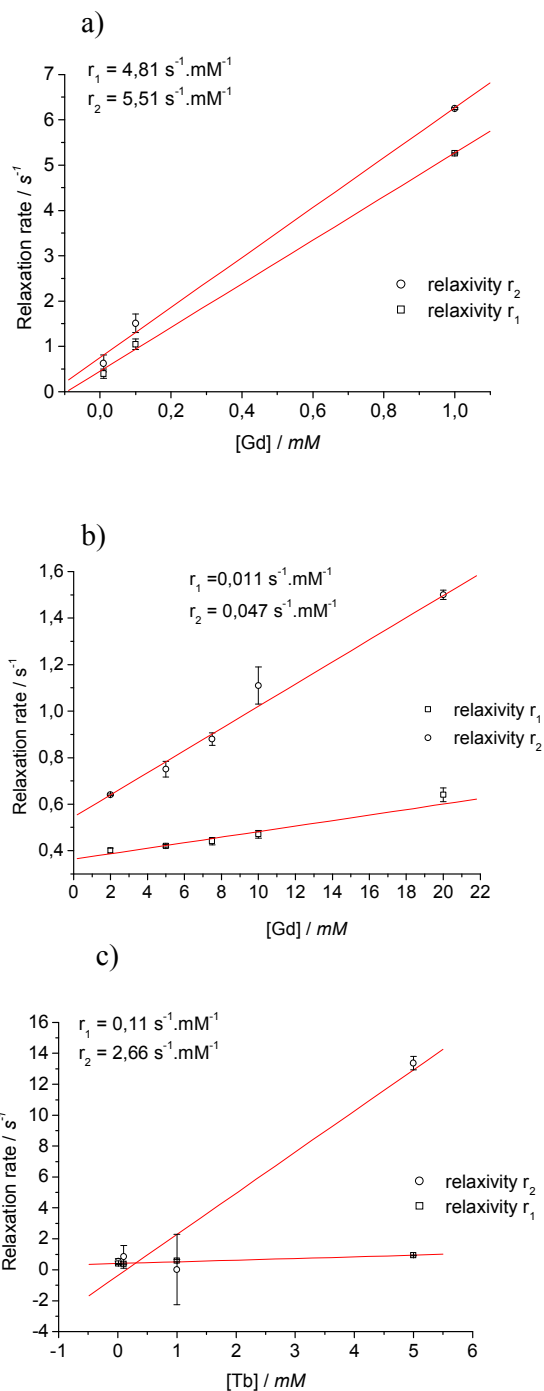 a)
r₁ = 4,81 s⁻¹.mM⁻¹
r₂ = 5,51 s⁻¹.mM⁻¹
7
6
5
4
3
2
1
0
Relaxation rate / s⁻¹
relaxivity r₂
relaxivity r₁
0,0 0,2 0,4 0,6 0,8 1,0
[Gd] / mM
b)
r₁ =0,011 s⁻¹.mM⁻¹
r₂ = 0,047 s⁻¹.mM⁻¹
1,6
1,4
1,2
1,0
0,8
0,6
0,4
Relaxation rate / s⁻¹
relaxivity r₁
relaxivity r₂
0 2 4 6 8 10 12 14 16 18 20 22
[Gd] / mM
c)
r₁ = 0,11 s⁻¹.mM⁻¹
r₂ = 2,66 s⁻¹.mM⁻¹
16
14
12
10
8
6
4
2
0
-2
-4
Relaxation rate / s⁻¹
relaxivity r₂
relaxivity r₁
-1 0 1 2 3 4 5 6
[Tb] / mM